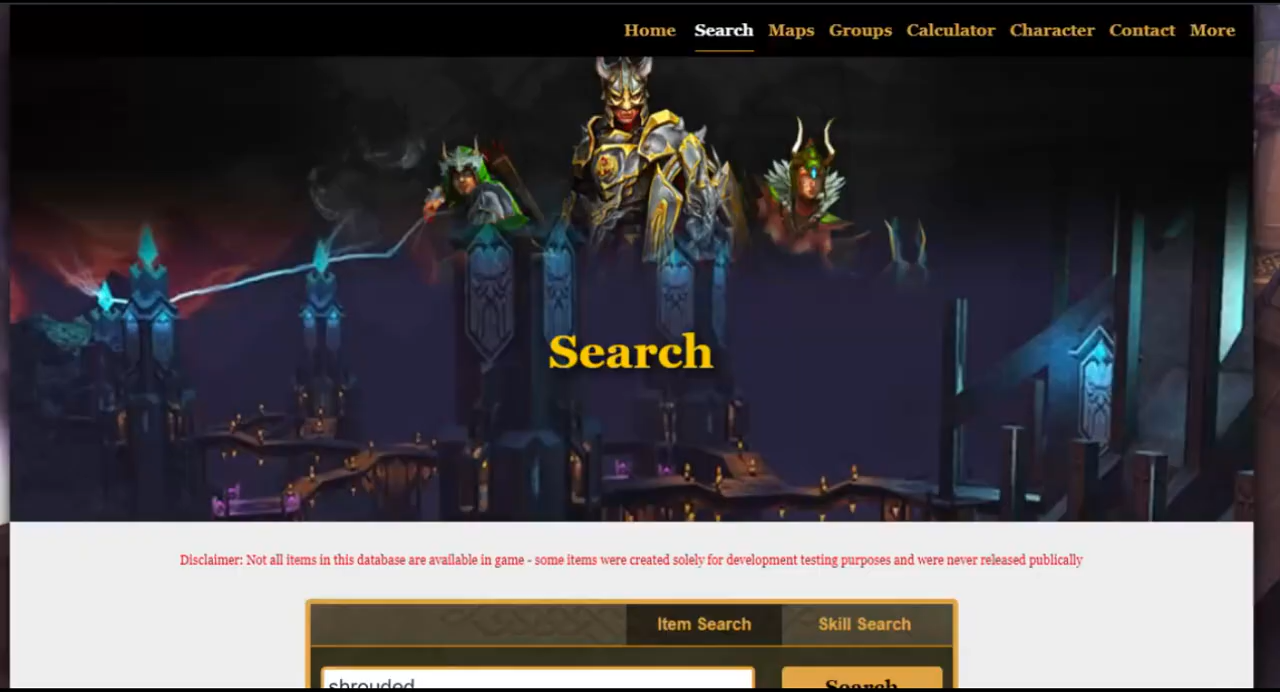 Home Search Maps Groups Calculator Character Contact More
Search
Disclaimer: Not all items in this database are available in game - some items were created solely for development testing purposes and were never released publically
Item Search Skill Search
shrouded Search